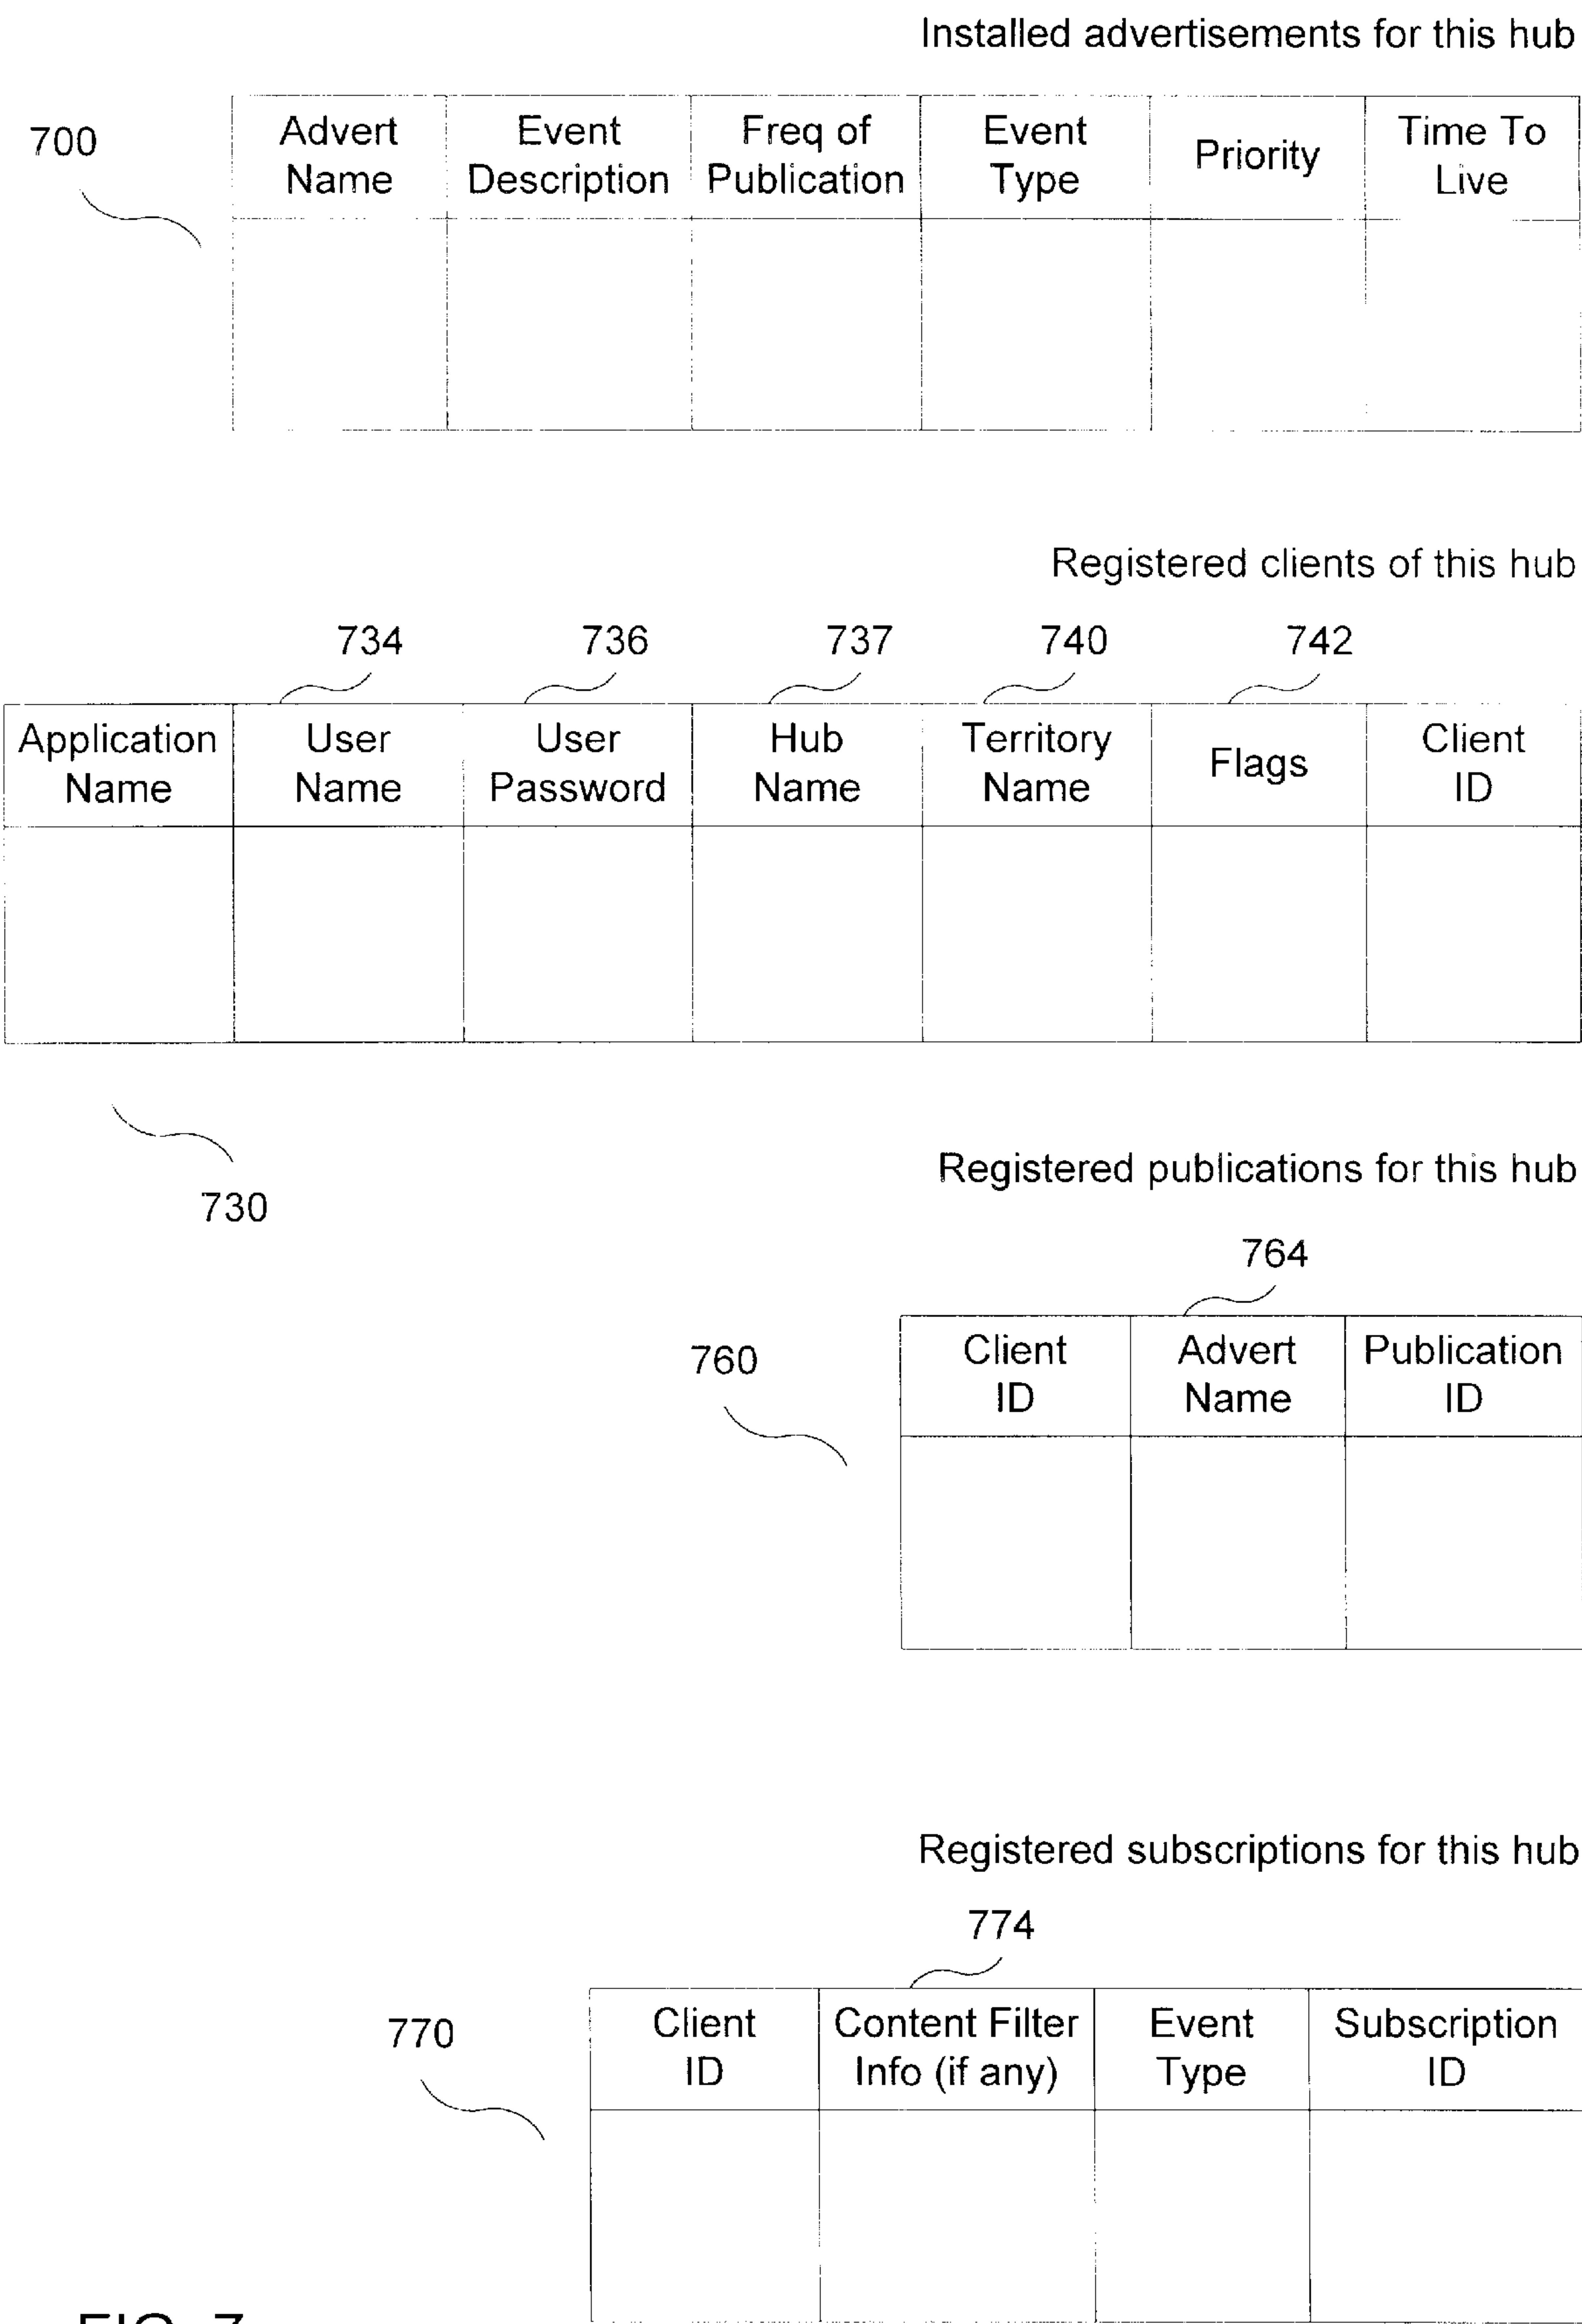 Installed advertisements for this hub
700
Advert Name
Event Description
Freq of Publication
Event Type
Priority
Time To Live
Registered clients of this hub
734 736 737 740 742
Application Name
User Name
User Password
Hub Name
Territory Name
Flags
Client ID
730
Registered publications for this hub
764
760
Client ID
Advert Name
Publication ID
Registered subscriptions for this hub
774
770
Client ID
Content Filter Info (if any)
Event Type
Subscription ID
FIG. 7